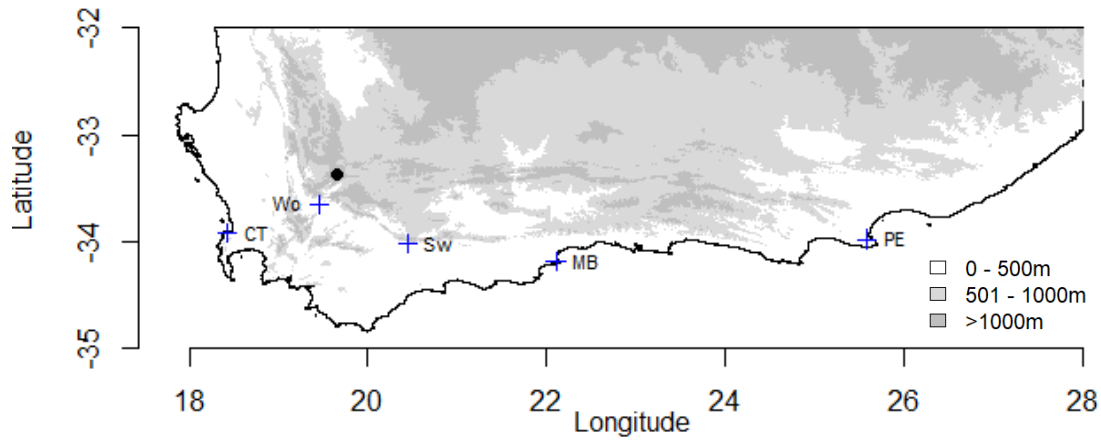 -32
-33
-34
-35
Latitude
Wo
CT
Sw
MB
PE
0 - 500m
501 - 1000m
>1000m
18 20 22 24 26 28
Longitude